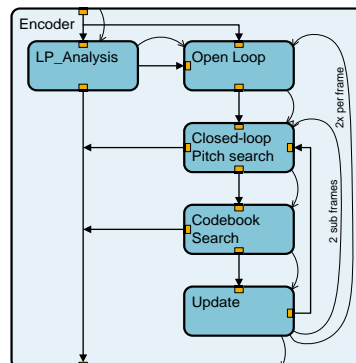 Encoder
LP_Analysis
Open Loop
Closed-loop
Pitch search
Codebook
Search
Update
2 sub frames
2x per frame